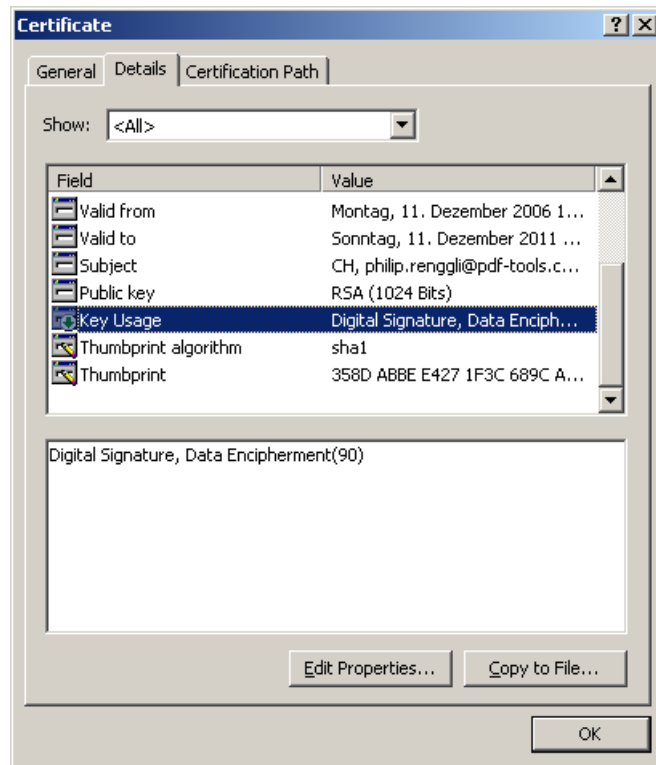 Certificate
General Details Certification Path
Show: <All>
Field Value
Valid from Montag, 11. Dezember 2006 1...
Valid to Sonntag, 11. Dezember 2011 ...
Subject CH, philip.renggli@pdf-tools.c...
Public key RSA (1024 Bits)
Key Usage Digital Signature, Data Enciph...
Thumbprint algorithm sha1
Thumbprint 358D ABBE E427 1F3C 689C A...
Digital Signature, Data Encipherment(90)
Edit Properties... Copy to File...
OK